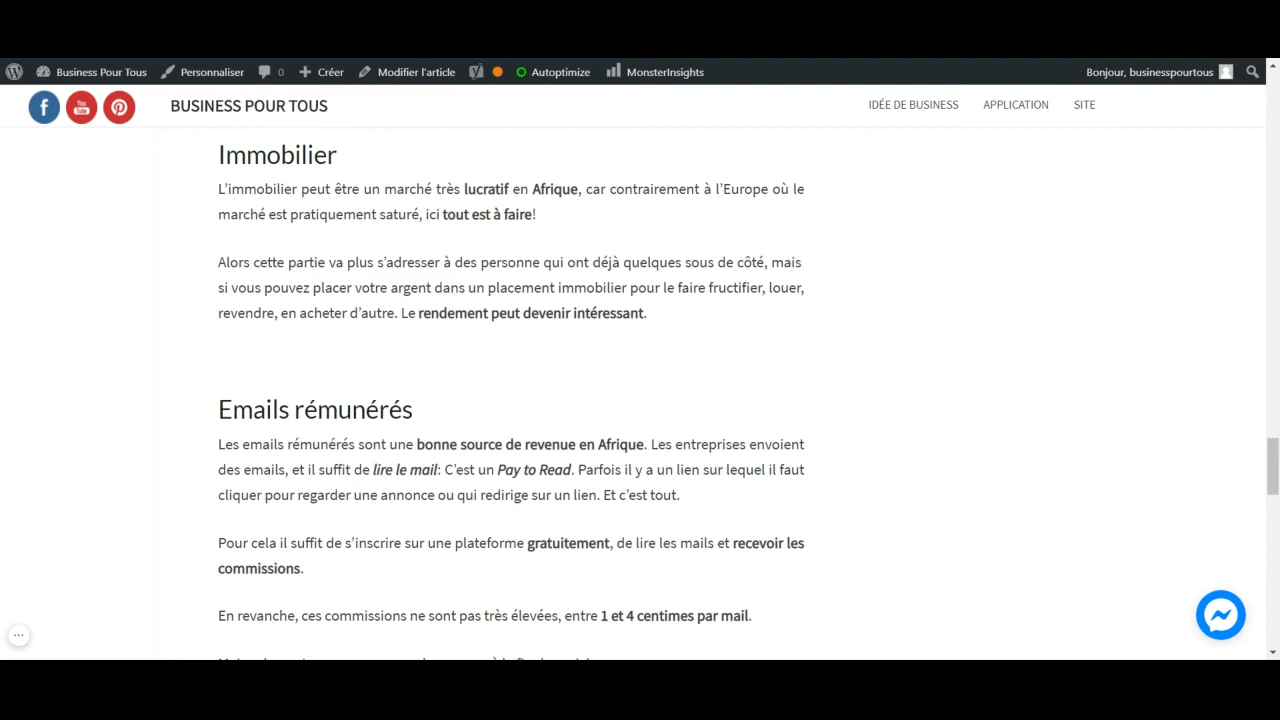 Business Pour Tous Personnaliser 0 Créer Modifier l'article Autoptimize MonsterInsights Bonjour, businesspourtous
BUSINESS POUR TOUS IDÉE DE BUSINESS APPLICATION SITE
Immobilier
L'immobilier peut être un marché très lucratif en Afrique, car contrairement à l'Europe où le
marché est pratiquement saturé, ici tout est à faire!
Alors cette partie va plus s'adresser à des personne qui ont déjà quelques sous de côté, mais
si vous pouvez placer votre argent dans un placement immobilier pour le faire fructifier, louer,
revendre, en acheter d'autre. Le rendement peut devenir intéressant.
Emails rémunérés
Les emails rémunérés sont une bonne source de revenue en Afrique. Les entreprises envoient
des emails, et il suffit de lire le mail: C'est un Pay to Read. Parfois il y a un lien sur lequel il faut
cliquer pour regarder une annonce ou qui redirige sur un lien. Et c'est tout.
Pour cela il suffit de s'inscrire sur une plateforme gratuitement, de lire les mails et recevoir les
commissions.
En revanche, ces commissions ne sont pas très élevées, entre 1 et 4 centimes par mail.